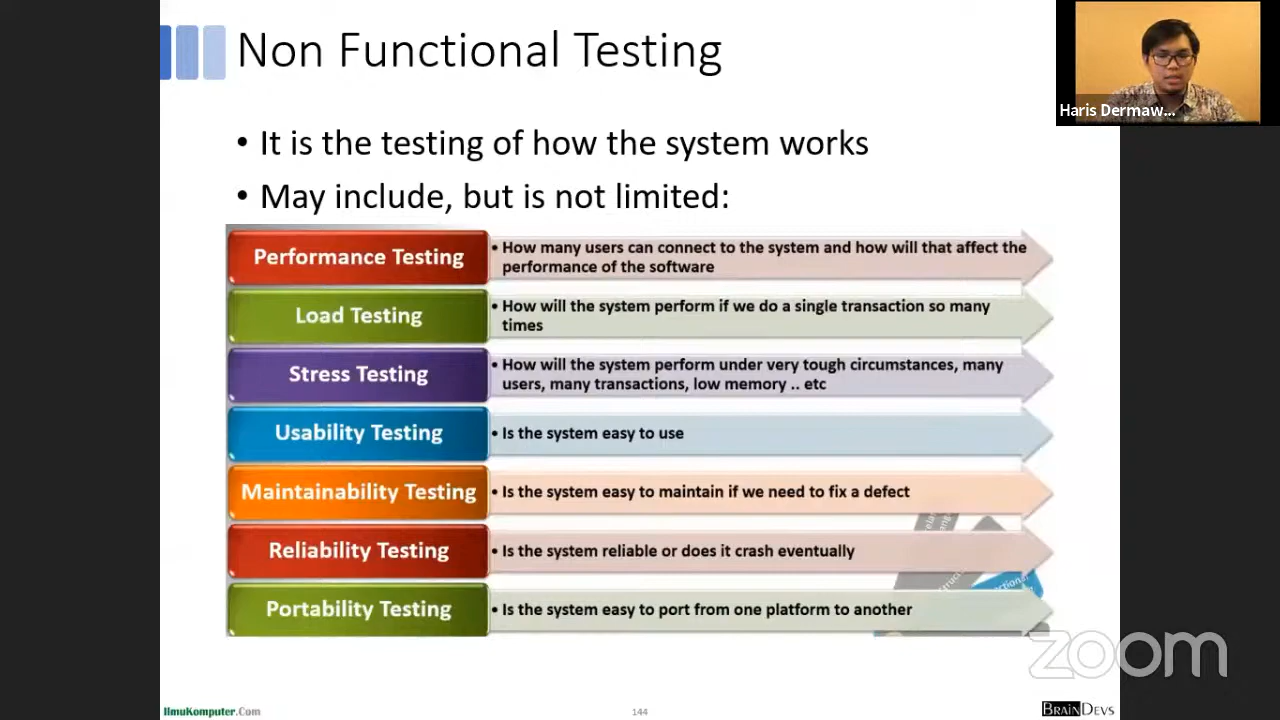 Non Functional Testing
Haris Dermaw...
• It is the testing of how the system works
• May include, but is not limited:
Performance Testing
• How many users can connect to the system and how will that affect the
performance of the software
Load Testing
• How will the system perform if we do a single transaction so many
times
Stress Testing
• How will the system perform under very tough circumstances, many
users, many transactions, low memory .. etc
Usability Testing
• Is the system easy to use
Maintainability Testing
• Is the system easy to maintain if we need to fix a defect
Reliability Testing
• Is the system reliable or does it crash eventually
Portability Testing
• Is the system easy to port from one platform to another
zoom
IlmuKomputer.Com
144
BRAINDEVS